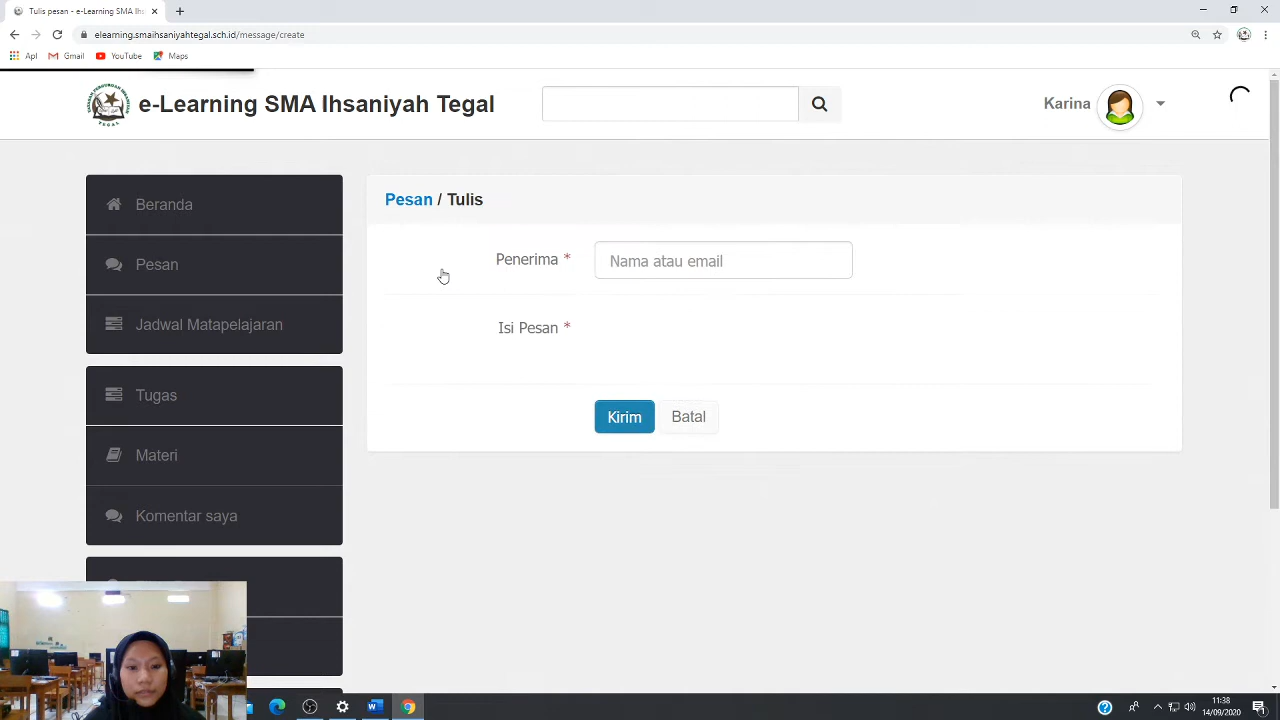 Tulis pesan - e-Learning SMA Ihs
elearning.smaihsaniyahtegal.sch.id/message/create
Apl Gmail YouTube Maps
e-Learning SMA Ihsaniyah Tegal
Karina
Beranda
Pesan
Jadwal Matapelajaran
Tugas
Materi
Komentar saya
Pesan / Tulis
Penerima *
Nama atau email
Isi Pesan *
Kirim Batal
11:38
14/09/2020